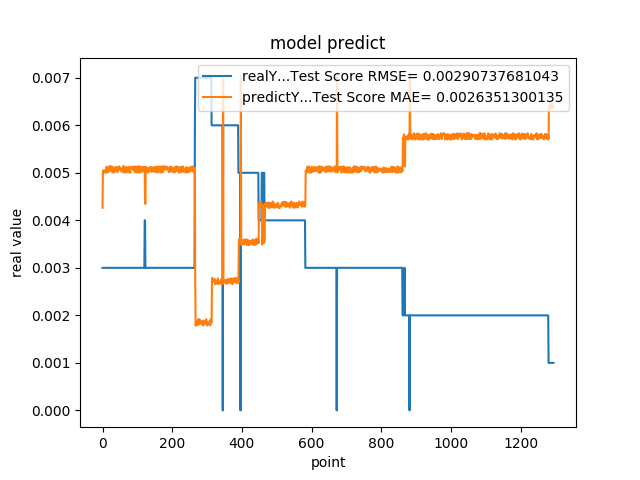 model predict
realY...Test Score RMSE= 0.00290737681043
predictY...Test Score MAE= 0.0026351300135
0.007
0.006
0.005
0.004
0.003
0.002
0.001
0.000
real value
0 200 400 600 800 1000 1200
point